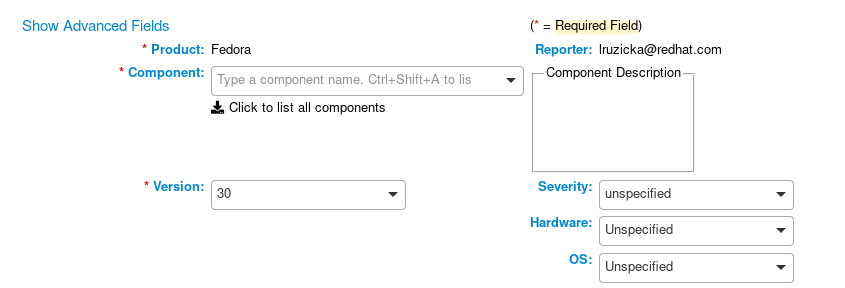 Show Advanced Fields (* = Required Field)
* Product: Fedora Reporter: lruzicka@redhat.com
* Component: Type a component name. Ctrl+Shift+A to lis Component Description
Click to list all components
* Version: 30 Severity: unspecified
Hardware: Unspecified
OS: Unspecified